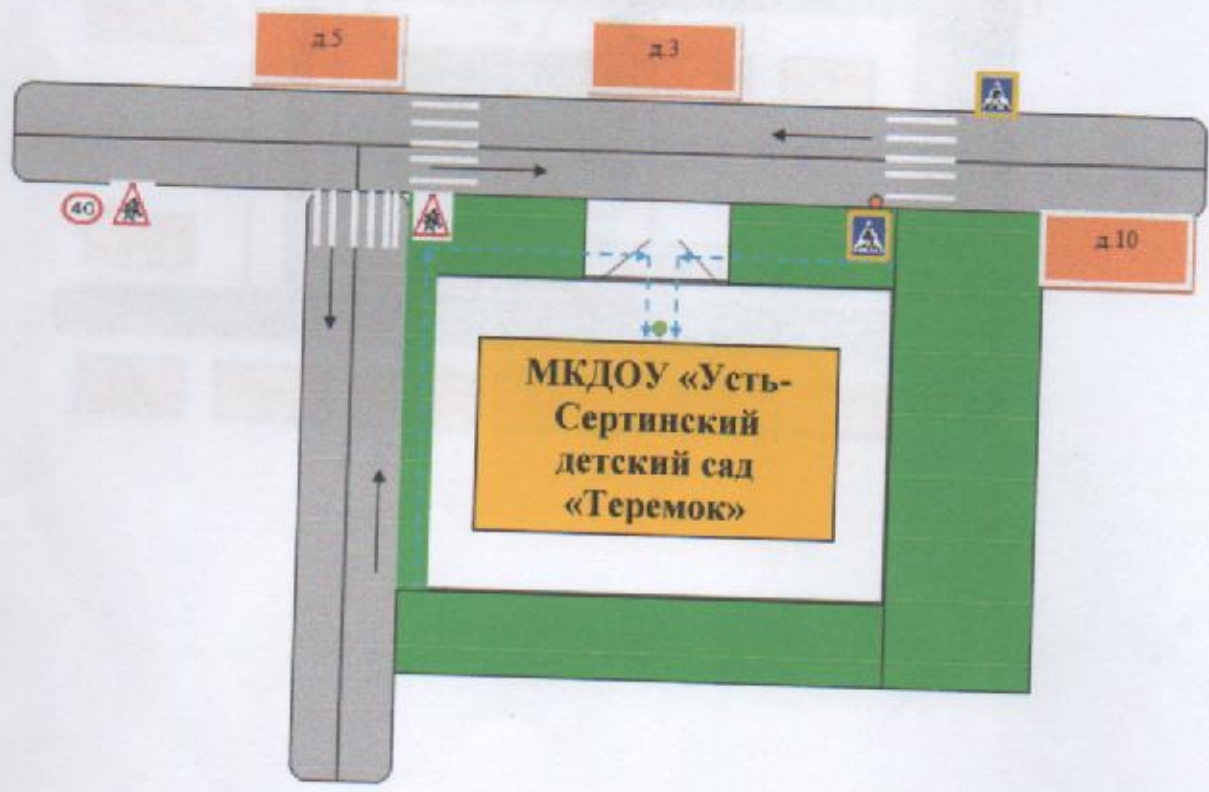 д.5
д.3
40
д.10
МКДОУ «Усть-
Сертинский
детский сад
«Теремок»